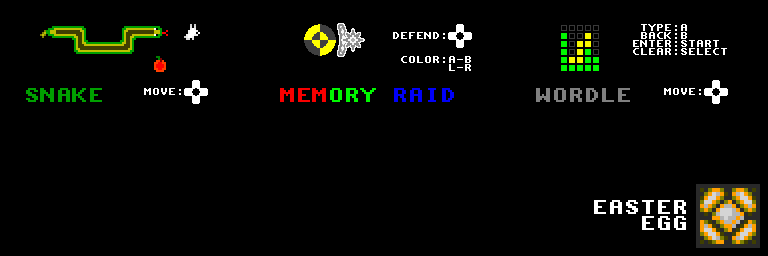 SNAKE
MOVE:
DEFEND:
COLOR:A-B
L-R
MEMORY RAID
TYPE:A
BACK:B
ENTER:START
CLEAR:SELECT
WORDLE
MOVE:
EASTER
EGG